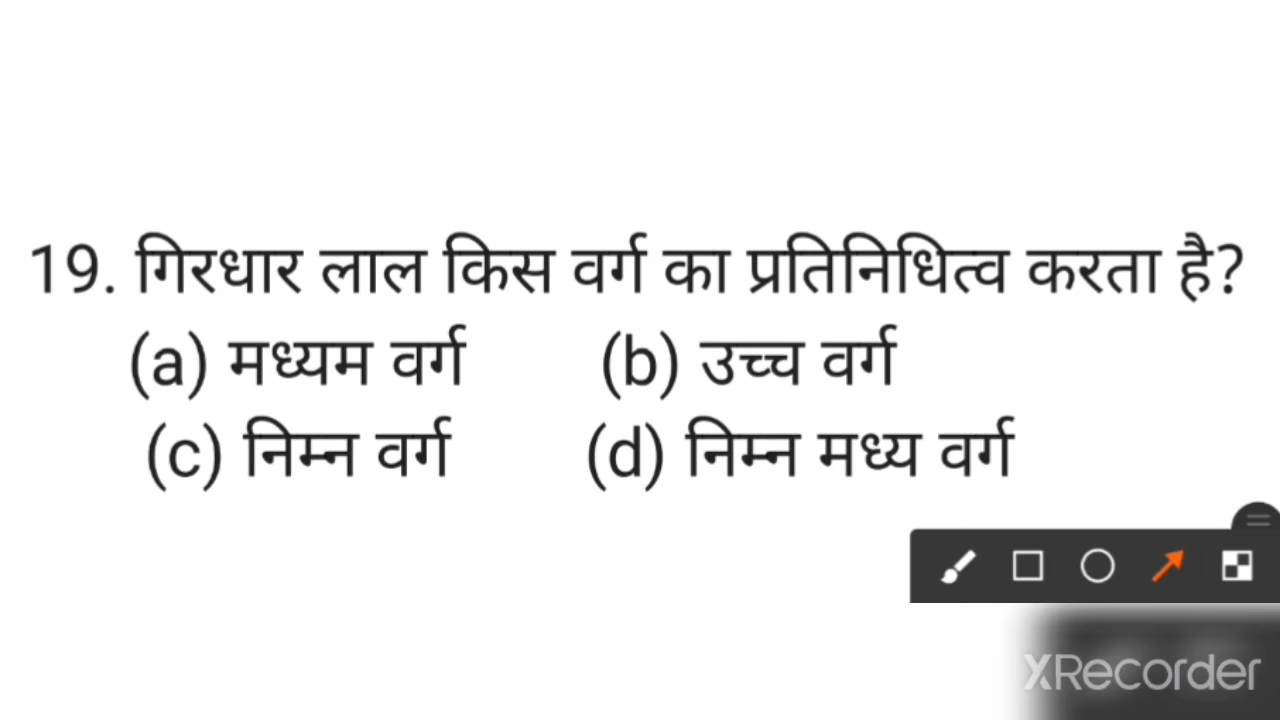 19. गिरधार लाल किस वर्ग का प्रतिनिधित्व करता है?
(a) मध्यम वर्ग (b) उच्च वर्ग
(c) निम्न वर्ग (d) निम्न मध्य वर्ग
XRecorder